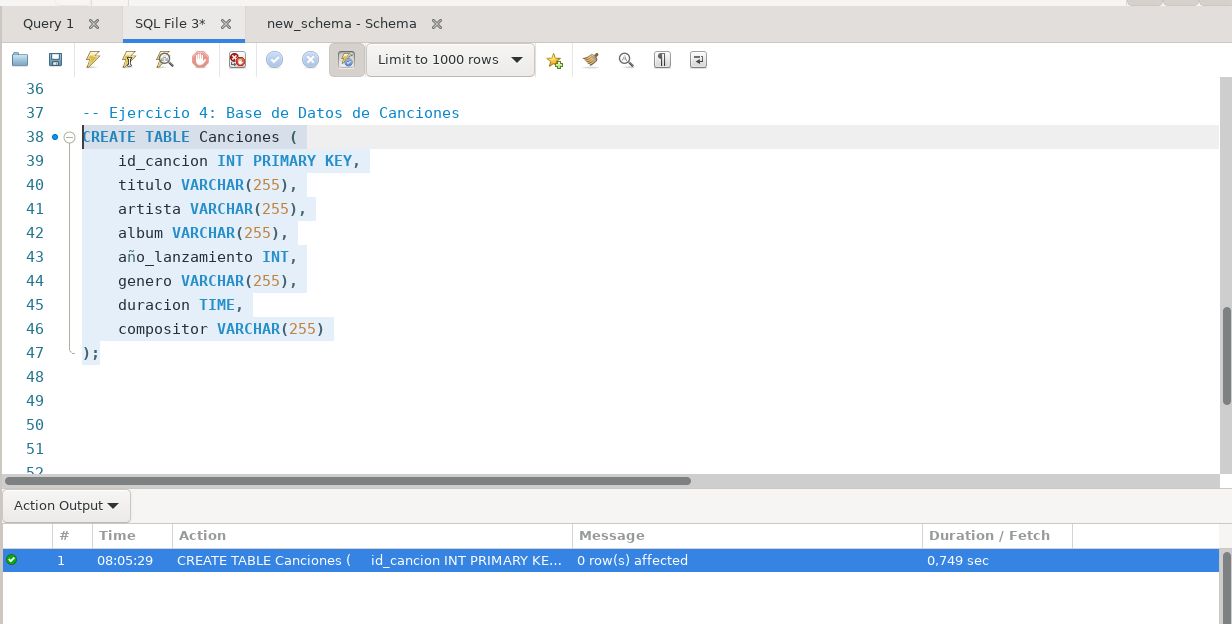 Query 1 SQL File 3* new_schema - Schema
Limit to 1000 rows
36
37 -- Ejercicio 4: Base de Datos de Canciones
38 CREATE TABLE Canciones (
39 id_cancion INT PRIMARY KEY,
40 titulo VARCHAR(255),
41 artista VARCHAR(255),
42 album VARCHAR(255),
43 año_lanzamiento INT,
44 genero VARCHAR(255),
45 duracion TIME,
46 compositor VARCHAR(255)
47 );
48
49
50
51
52
Action Output
# Time Action Message Duration / Fetch
1 08:05:29 CREATE TABLE Canciones ( id_cancion INT PRIMARY KE... 0 row(s) affected 0,749 sec